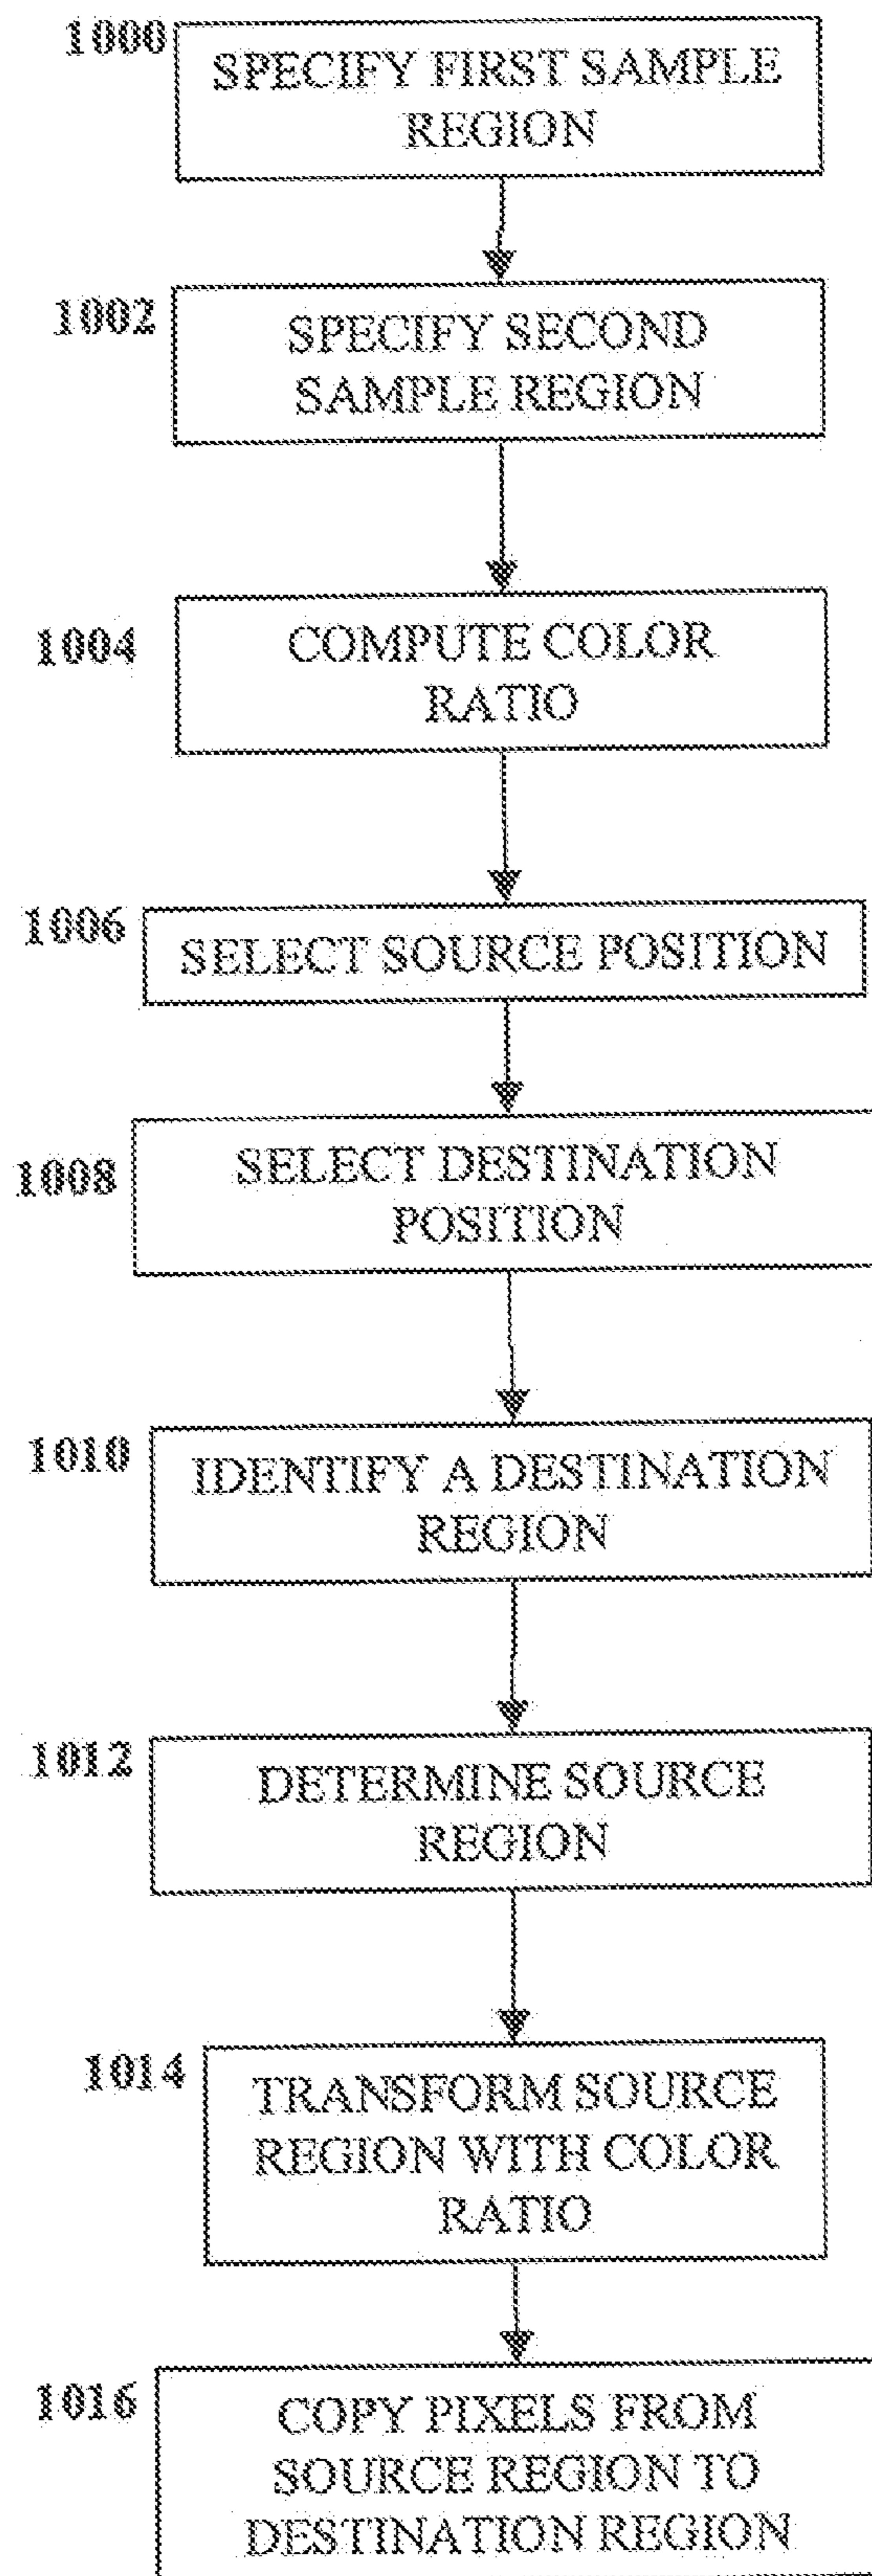 1000
SPECIFY FIRST SAMPLE
REGION
1002
SPECIFY SECOND
SAMPLE REGION
1004
COMPUTE COLOR
RATIO
1006
SELECT SOURCE POSITION
1008
SELECT DESTINATION
POSITION
1010
IDENTIFY A DESTINATION
REGION
1012
DETERMINE SOURCE
REGION
1014
TRANSFORM SOURCE
REGION WITH COLOR
RATIO
1016
COPY PIXELS FROM
SOURCE REGION TO
DESTINATION REGION